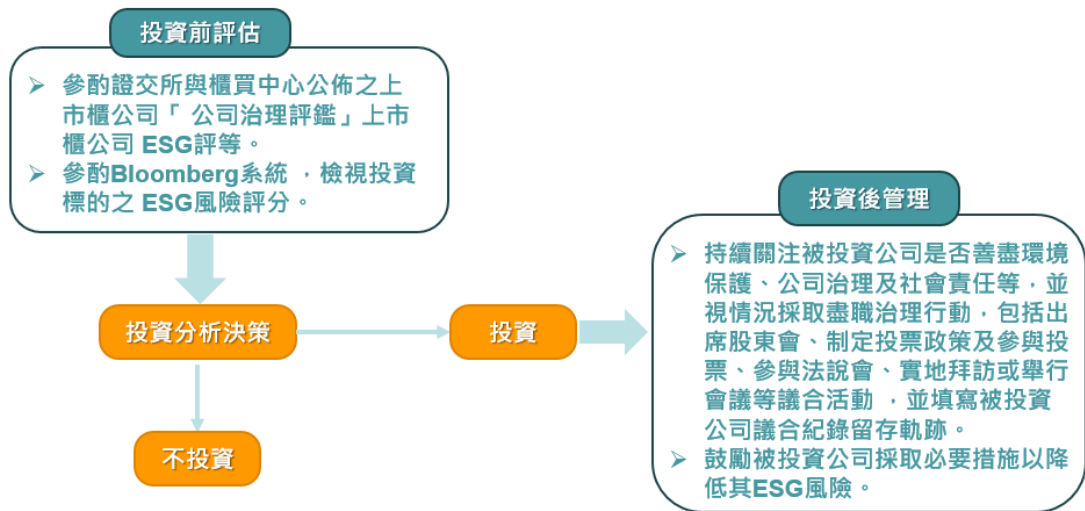 投資前評估
➢ 參酌證交所與櫃買中心公佈之上
市櫃公司「 公司治理評鑑」上市
櫃公司 ESG評等。
➢ 參酌Bloomberg系統 ，檢視投資
標的之 ESG風險評分。
投資分析決策
投資
不投資
投資後管理
➢ 持續關注被投資公司是否善盡環境
保護、公司治理及社會責任等，並
視情況採取盡職治理行動，包括出
席股東會、制定投票政策及參與投
票、參與法說會、實地拜訪或舉行
會議等議合活動 ，並填寫被投資
公司議合紀錄留存軌跡。
➢ 鼓勵被投資公司採取必要措施以降
低其ESG風險。